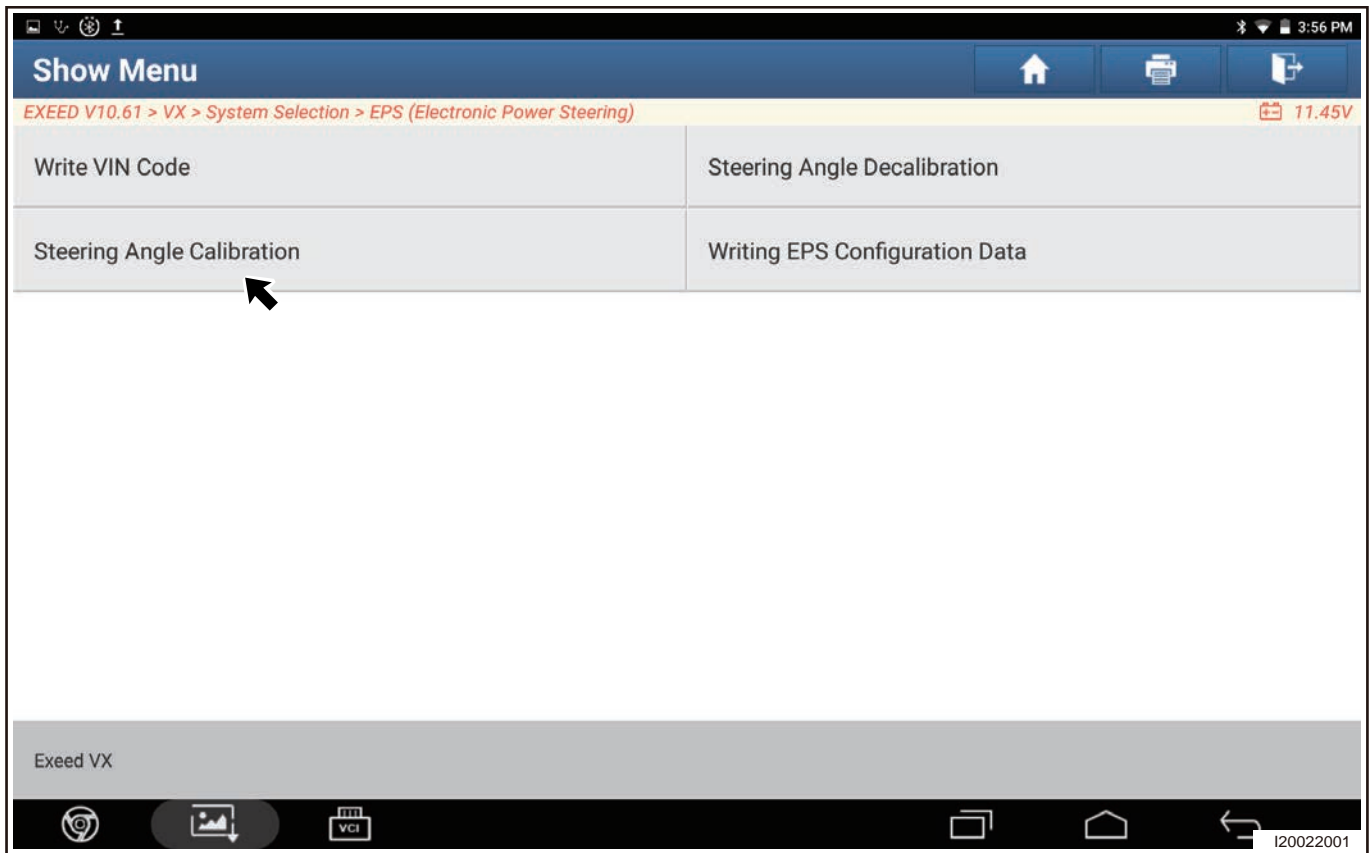 3:56 PM
Show Menu
EXEED V10.61 > VX > System Selection > EPS (Electronic Power Steering)
11.45V
Write VIN Code
Steering Angle Decalibration
Steering Angle Calibration
Writing EPS Configuration Data
Exeed VX
VCI
I20022001